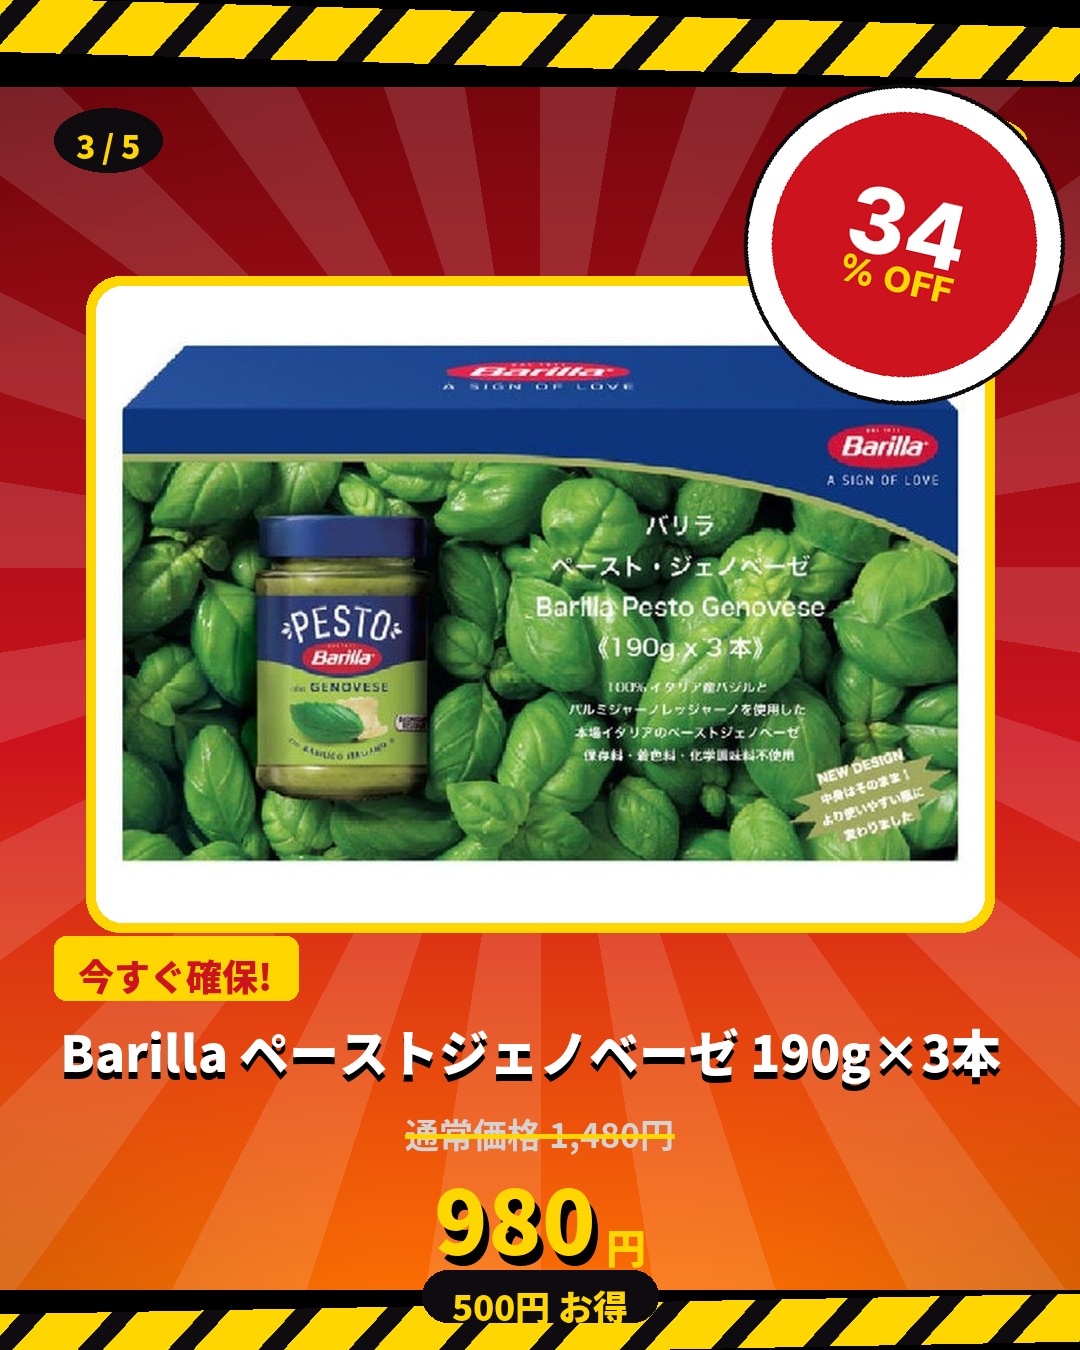 3 / 5
34
% OFF
Barilla
A SIGN OF LOVE
Barilla
A SIGN OF LOVE
バリラ
ペースト・ジェノベーゼ
Barilla Pesto Genovese
《190g x 3 本》
100% イタリア産バジルと
パルミジャーノレッジャーノを使用した
本場イタリアのペーストジェノベーゼ
保存料・着色料・化学調味料不使用
PESTO
Barilla
GENOVESE
NEW DESIGN
中身はそのまま!
より使いやすい瓶に
変わりました
今すぐ確保!
Barilla ペーストジェノベーゼ 190g×3本
通常価格 1,480円
980円
500円 お得